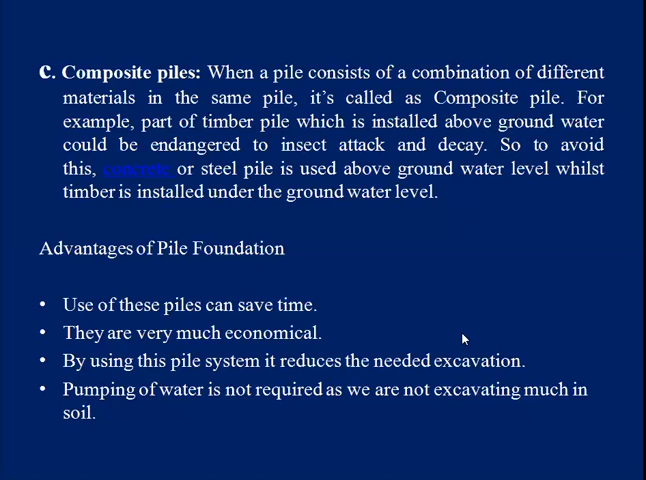 c. Composite piles: When a pile consists of a combination of different
materials in the same pile, it's called as Composite pile. For
example, part of timber pile which is installed above ground water
could be endangered to insect attack and decay. So to avoid
this, concrete or steel pile is used above ground water level whilst
timber is installed under the ground water level.
Advantages of Pile Foundation
• Use of these piles can save time.
• They are very much economical.
• By using this pile system it reduces the needed excavation.
• Pumping of water is not required as we are not excavating much in
soil.